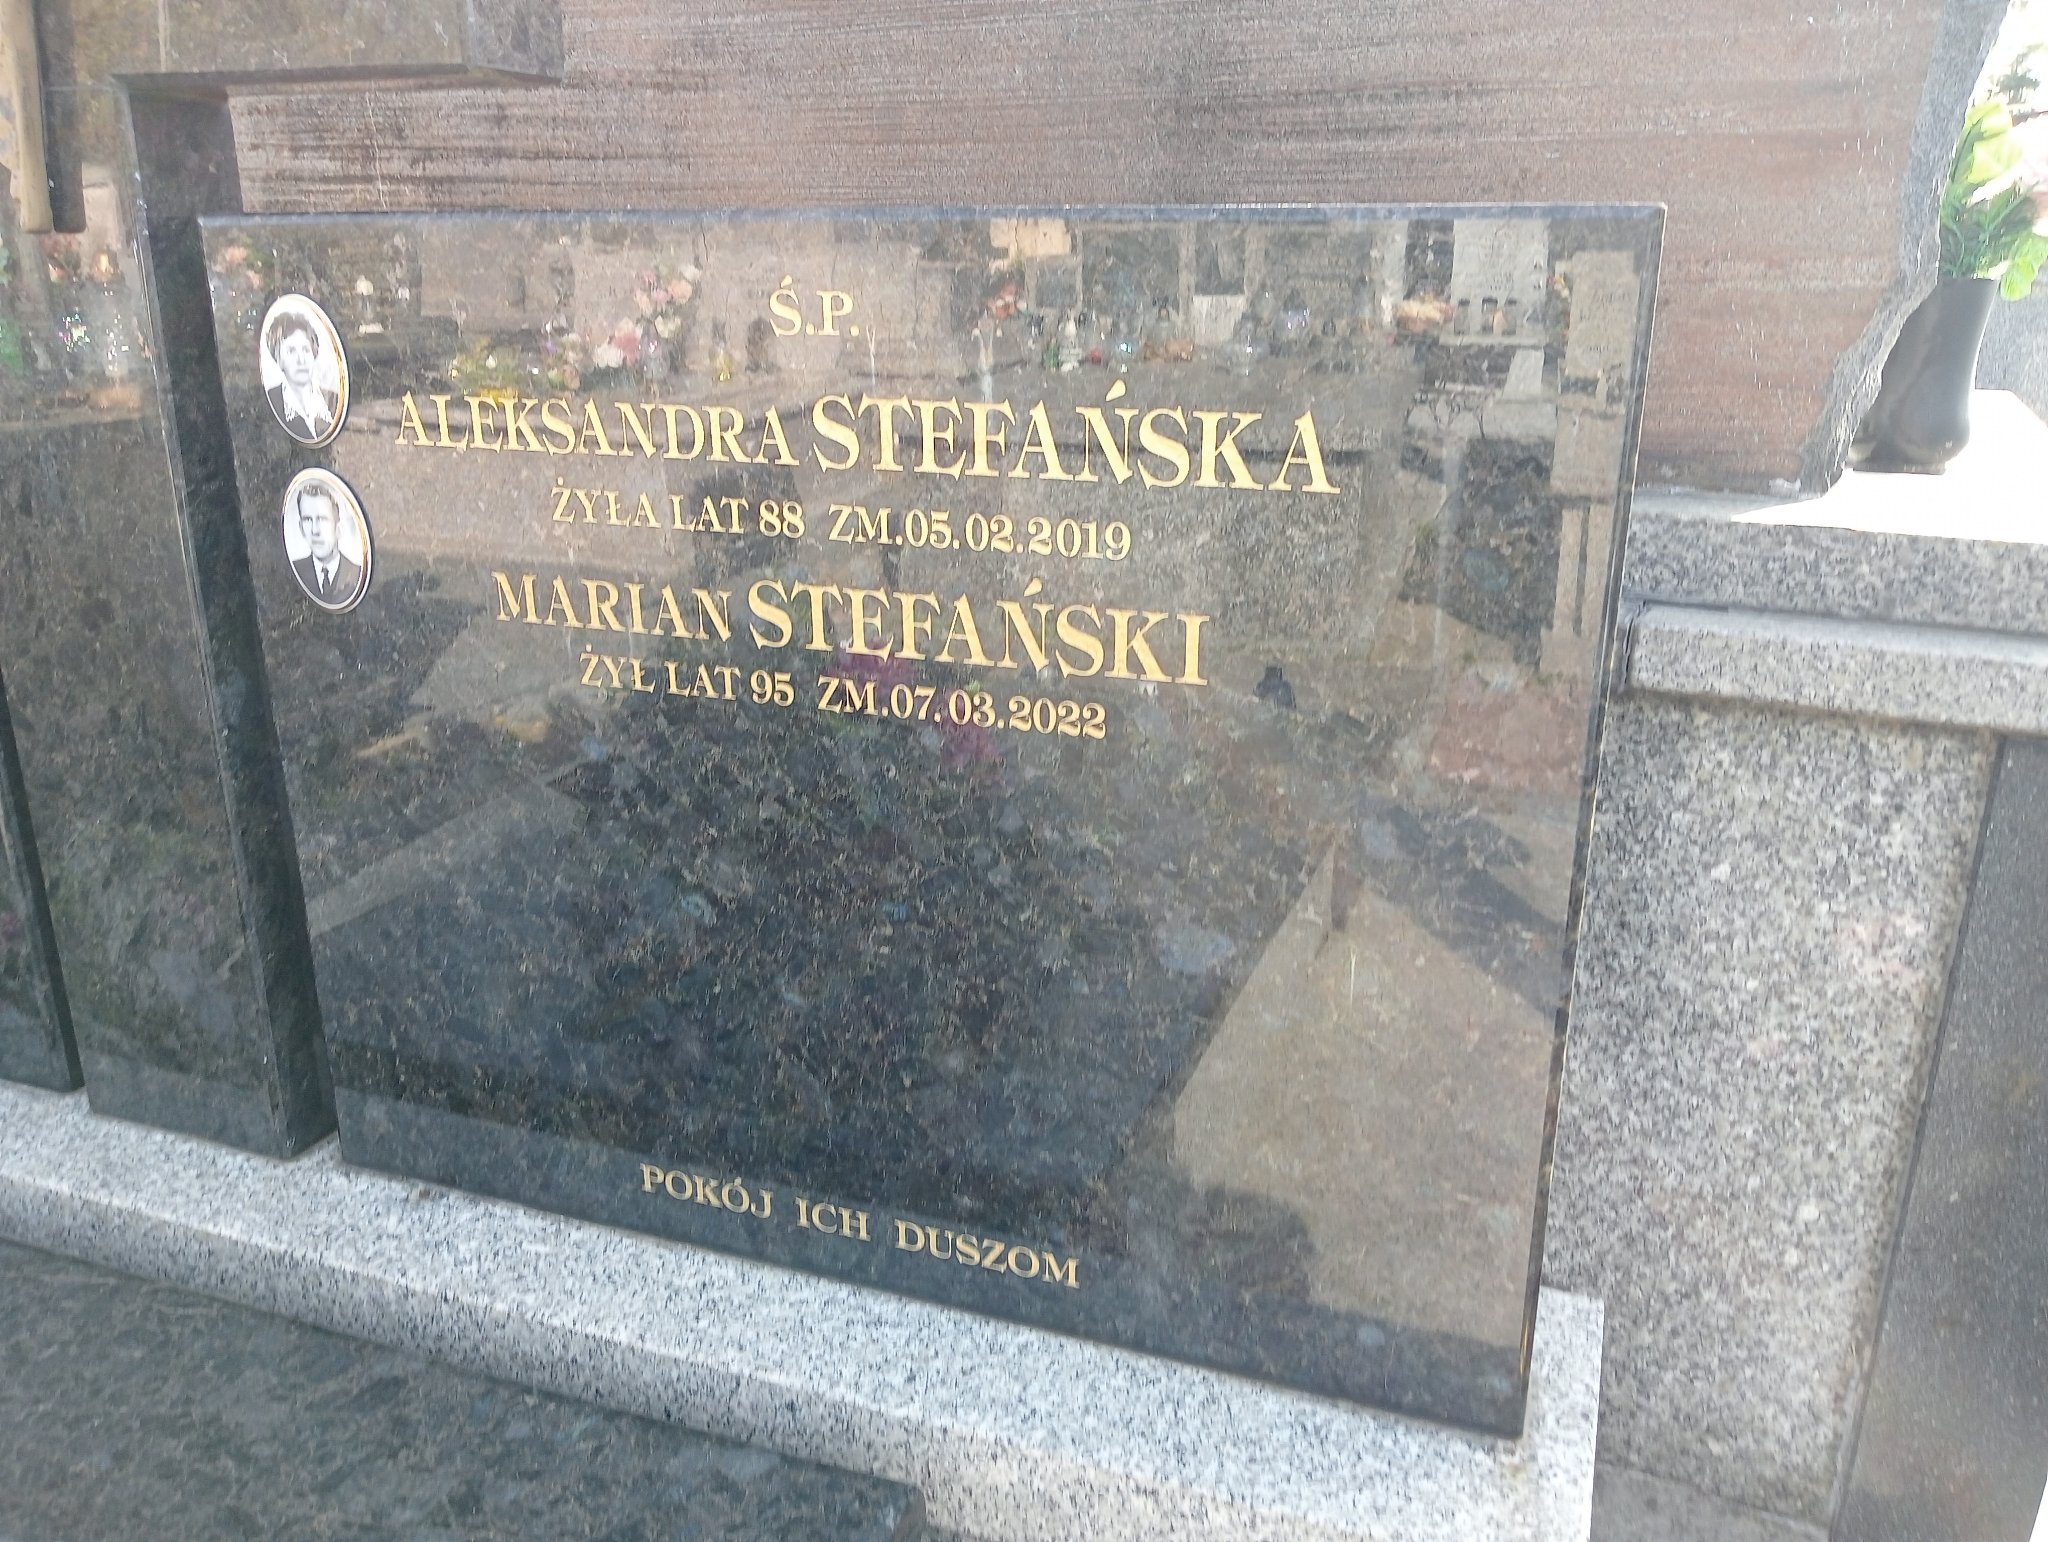 Ś.P.
ALEKSANDRA STEFAŃSKA
ŻYŁA LAT 88 ZM.05.02.2019
MARIAN STEFAŃSKI
ŻYŁ LAT 95 ZM.07.03.2022
POKÓJ ICH DUSZOM